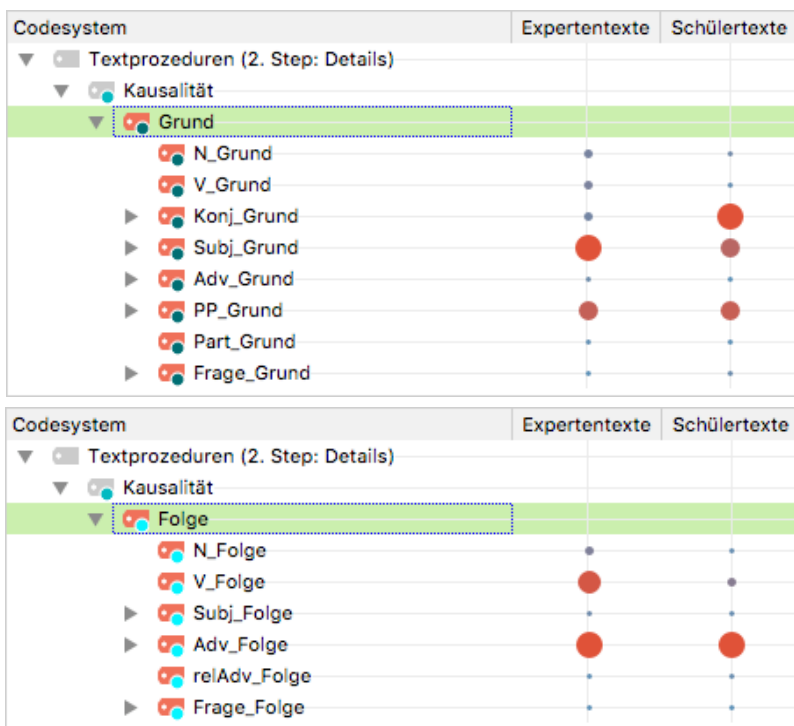 Codesystem Expertentexte Schülertexte
Textprozeduren (2. Step: Details)
Kausalität
Grund
N_Grund
V_Grund
Konj_Grund
Subj_Grund
Adv_Grund
PP_Grund
Part_Grund
Frage_Grund
Codesystem Expertentexte Schülertexte
Textprozeduren (2. Step: Details)
Kausalität
Folge
N_Folge
V_Folge
Subj_Folge
Adv_Folge
relAdv_Folge
Frage_Folge